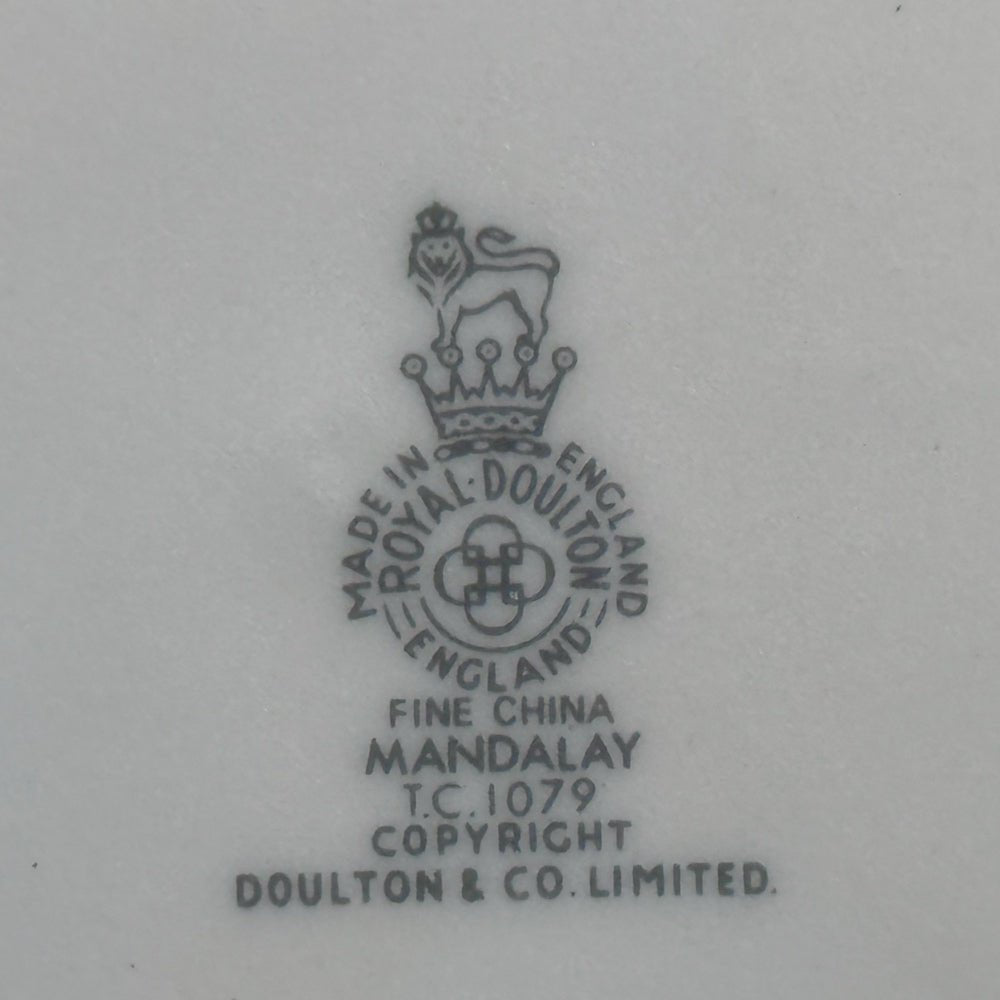 MADE IN ENGLAND
ROYAL·DOULTON
ENGLAND
FINE CHINA
MANDALAY
T.C.1079
COPYRIGHT
DOULTON & CO. LIMITED.